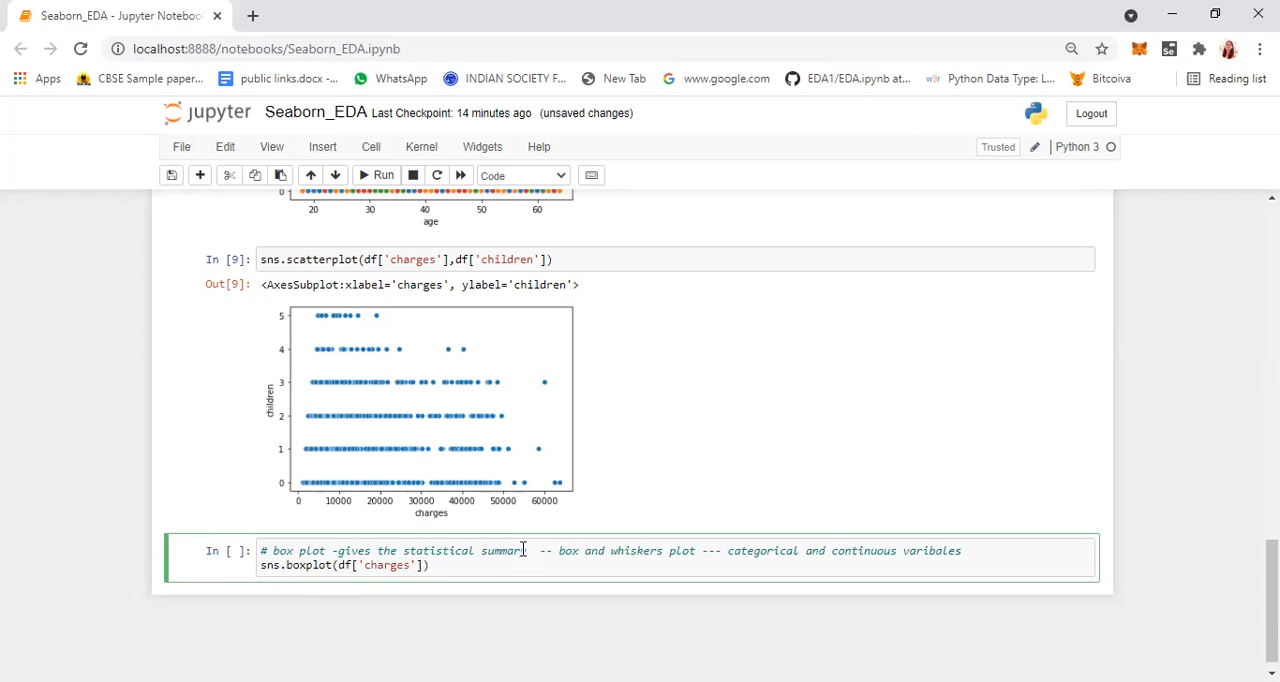 Seaborn_EDA - Jupyter Notebook
localhost:8888/notebooks/Seaborn_EDA.ipynb
Apps CBSE Sample paper... public links.docx -... WhatsApp INDIAN SOCIETY F... New Tab www.google.com EDA1/EDA.ipynb at... Python Data Type: L... Bitcoiva Reading list
jupyter Seaborn_EDA Last Checkpoint: 14 minutes ago (unsaved changes) Logout
File Edit View Insert Cell Kernel Widgets Help Trusted Python 3
Run Code
0
20 30 40 50 60
age
In [9]: sns.scatterplot(df['charges'],df['children'])
Out[9]: <AxesSubplot:xlabel='charges', ylabel='children'>
5
4
3
2
1
0
children
0 10000 20000 30000 40000 50000 60000
charges
In [ ]: # box plot -gives the statistical summary -- box and whiskers plot --- categorical and continuous varibales
sns.boxplot(df['charges'])